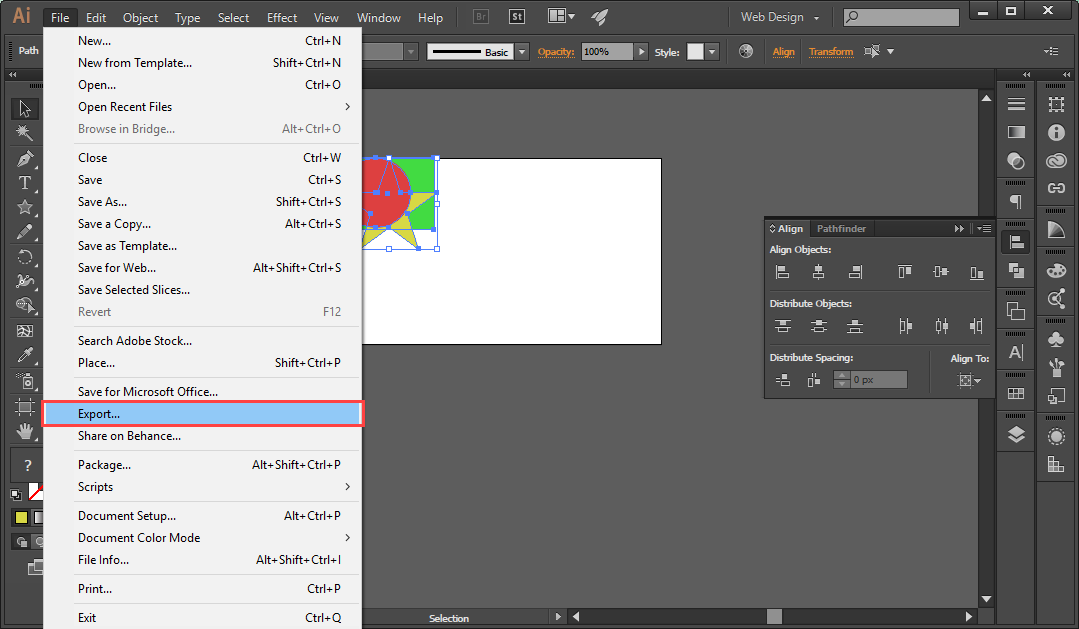 Ai File Edit Object Type Select Effect View Window Help Br St Web Design
Path Basic Opacity: 100% Style: Align Transform
New... Ctrl+N
New from Template... Shift+Ctrl+N
Open... Ctrl+O
Open Recent Files
Browse in Bridge... Alt+Ctrl+O
Close Ctrl+W
Save Ctrl+S
Save As... Shift+Ctrl+S
Save a Copy... Alt+Ctrl+S
Save as Template...
Save for Web... Alt+Shift+Ctrl+S
Save Selected Slices...
Revert F12
Search Adobe Stock...
Place... Shift+Ctrl+P
Save for Microsoft Office...
Export...
Share on Behance...
Package... Alt+Shift+Ctrl+P
Scripts
Document Setup... Alt+Ctrl+P
Document Color Mode
File Info... Alt+Shift+Ctrl+I
Print... Ctrl+P
Exit Ctrl+Q
Align Pathfinder
Align Objects:
Distribute Objects:
Distribute Spacing: Align To:
0 px
Selection